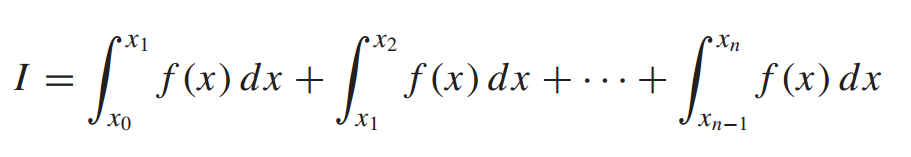 I = ∫_{x_0}^{x_1} f(x) dx + ∫_{x_1}^{x_2} f(x) dx + ··· + ∫_{x_{n−1}}^{x_n} f(x) dx